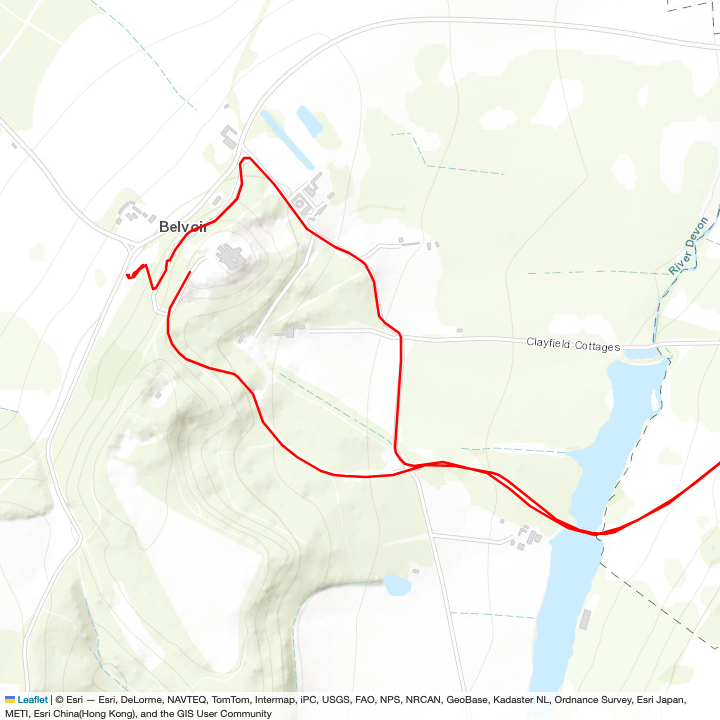 Belvoir
River Devon
Clayfield Cottages
Leaflet | © Esri — Esri, DeLorme, NAVTEQ, TomTom, Intermap, iPC, USGS, FAO, NPS, NRCAN, GeoBase, Kadaster NL, Ordnance Survey, Esri Japan,
METI, Esri China(Hong Kong), and the GIS User Community